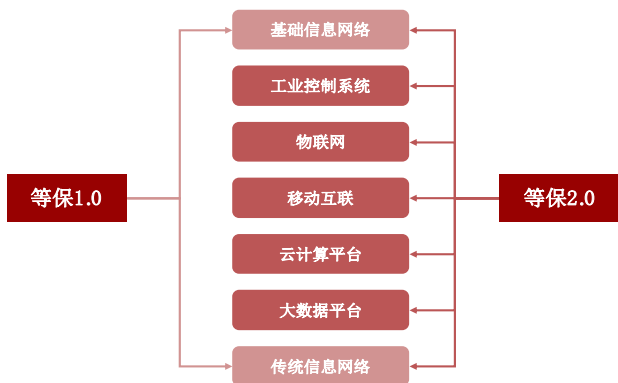 基础信息网络
工业控制系统
物联网
等保1.0
移动互联
等保2.0
云计算平台
大数据平台
传统信息网络